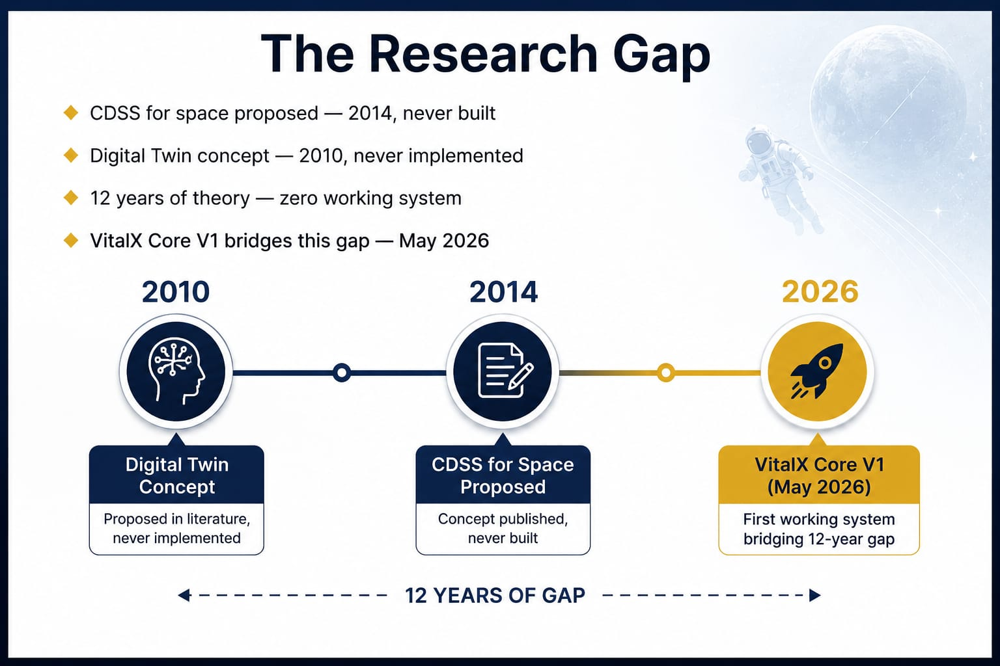 The Research Gap
CDSS for space proposed — 2014, never built
Digital Twin concept — 2010, never implemented
12 years of theory — zero working system
VitalX Core V1 bridges this gap — May 2026
2010
2014
2026
Digital Twin
Concept
Proposed in literature,
never implemented
CDSS for Space
Proposed
Concept published,
never built
VitalX Core V1
(May 2026)
First working system
bridging 12-year gap
12 YEARS OF GAP